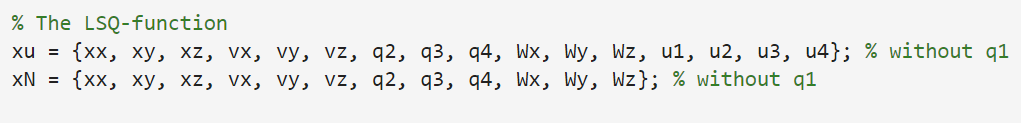 % The LSQ-function
xu = {xx, xy, xz, vx, vy, vz, q2, q3, q4, Wx, Wy, Wz, u1, u2, u3, u4}; % without q1
xN = {xx, xy, xz, vx, vy, vz, q2, q3, q4, Wx, Wy, Wz}; % without q1